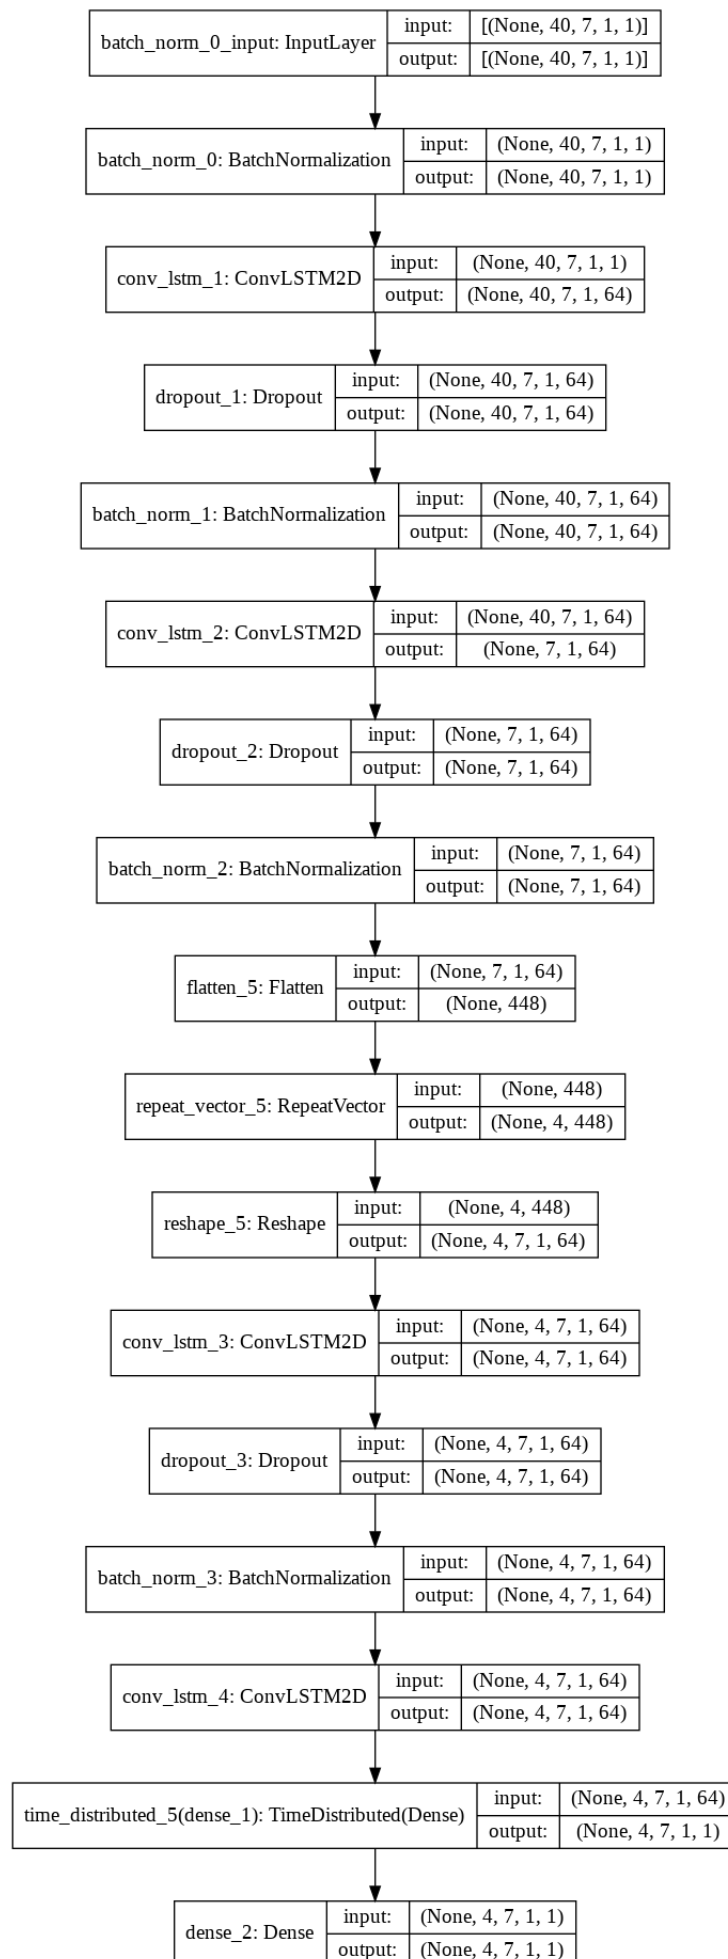 batch_norm_0_input: InputLayer
input: [(None, 40, 7, 1, 1)]
output: [(None, 40, 7, 1, 1)]
batch_norm_0: BatchNormalization
input: (None, 40, 7, 1, 1)
output: (None, 40, 7, 1, 1)
conv_lstm_1: ConvLSTM2D
input: (None, 40, 7, 1, 1)
output: (None, 40, 7, 1, 64)
dropout_1: Dropout
input: (None, 40, 7, 1, 64)
output: (None, 40, 7, 1, 64)
batch_norm_1: BatchNormalization
input: (None, 40, 7, 1, 64)
output: (None, 40, 7, 1, 64)
conv_lstm_2: ConvLSTM2D
input: (None, 40, 7, 1, 64)
output: (None, 7, 1, 64)
dropout_2: Dropout
input: (None, 7, 1, 64)
output: (None, 7, 1, 64)
batch_norm_2: BatchNormalization
input: (None, 7, 1, 64)
output: (None, 7, 1, 64)
flatten_5: Flatten
input: (None, 7, 1, 64)
output: (None, 448)
repeat_vector_5: RepeatVector
input: (None, 448)
output: (None, 4, 448)
reshape_5: Reshape
input: (None, 4, 448)
output: (None, 4, 7, 1, 64)
conv_lstm_3: ConvLSTM2D
input: (None, 4, 7, 1, 64)
output: (None, 4, 7, 1, 64)
dropout_3: Dropout
input: (None, 4, 7, 1, 64)
output: (None, 4, 7, 1, 64)
batch_norm_3: BatchNormalization
input: (None, 4, 7, 1, 64)
output: (None, 4, 7, 1, 64)
conv_lstm_4: ConvLSTM2D
input: (None, 4, 7, 1, 64)
output: (None, 4, 7, 1, 64)
time_distributed_5(dense_1): TimeDistributed(Dense)
input: (None, 4, 7, 1, 64)
output: (None, 4, 7, 1, 1)
dense_2: Dense
input: (None, 4, 7, 1, 1)
output: (None, 4, 7, 1, 1)